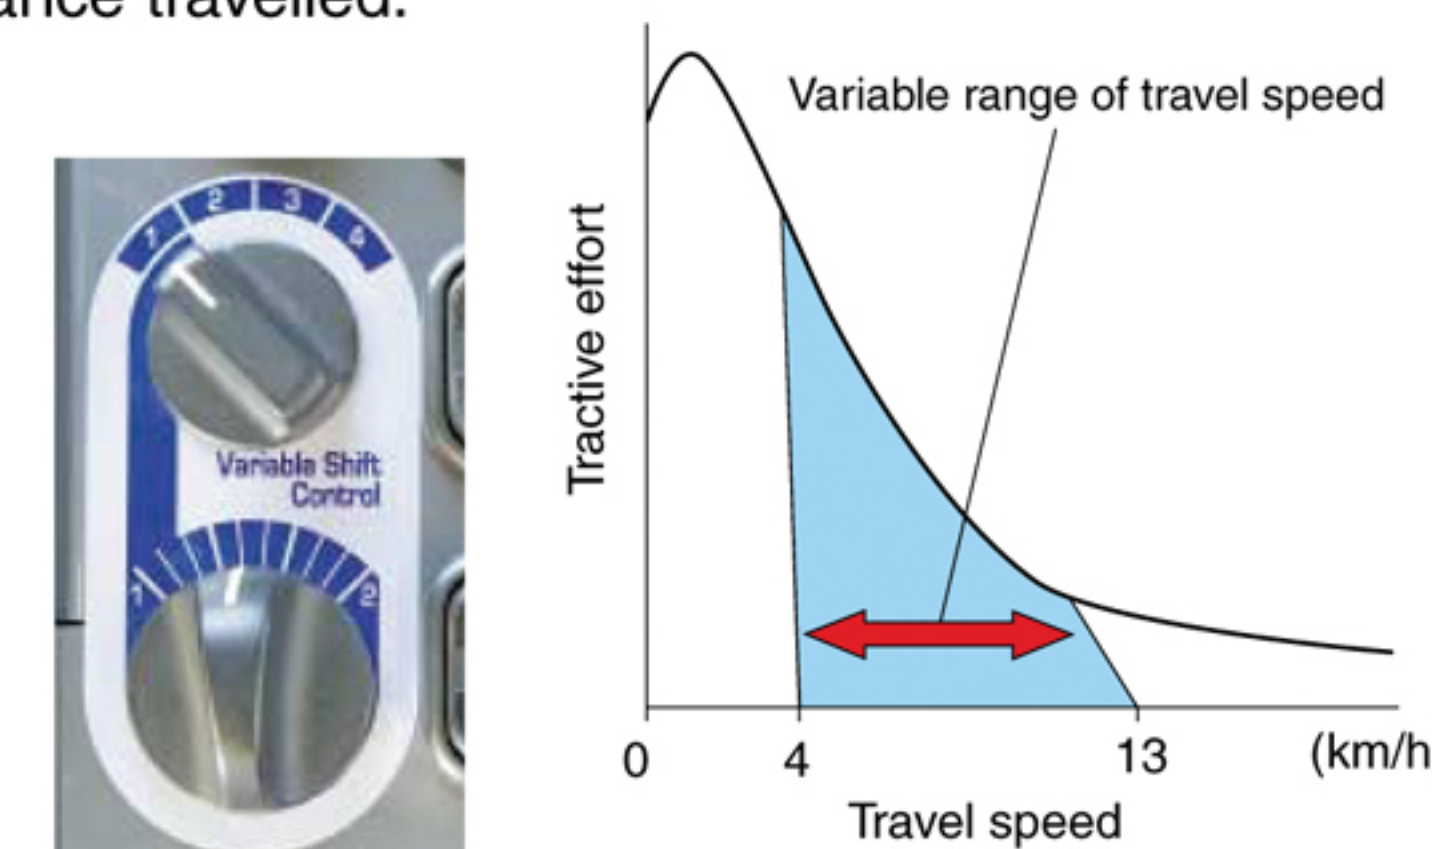 ance travelled.
1 2 3 4
Variable Shift
Control
1 2
Variable range of travel speed
Tractive effort
0 4 13 (km/h
Travel speed